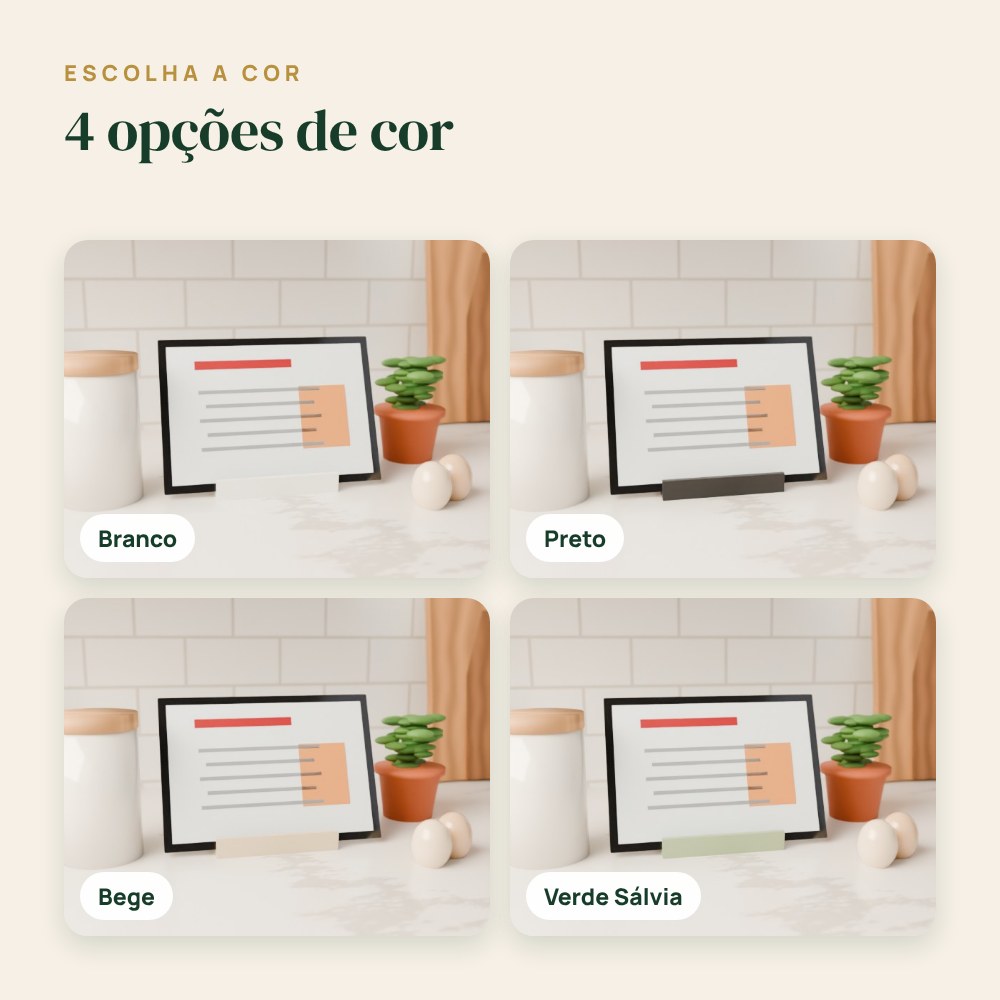 ESCOLHA A COR
4 opções de cor
Branco
Preto
Bege
Verde Sálvia